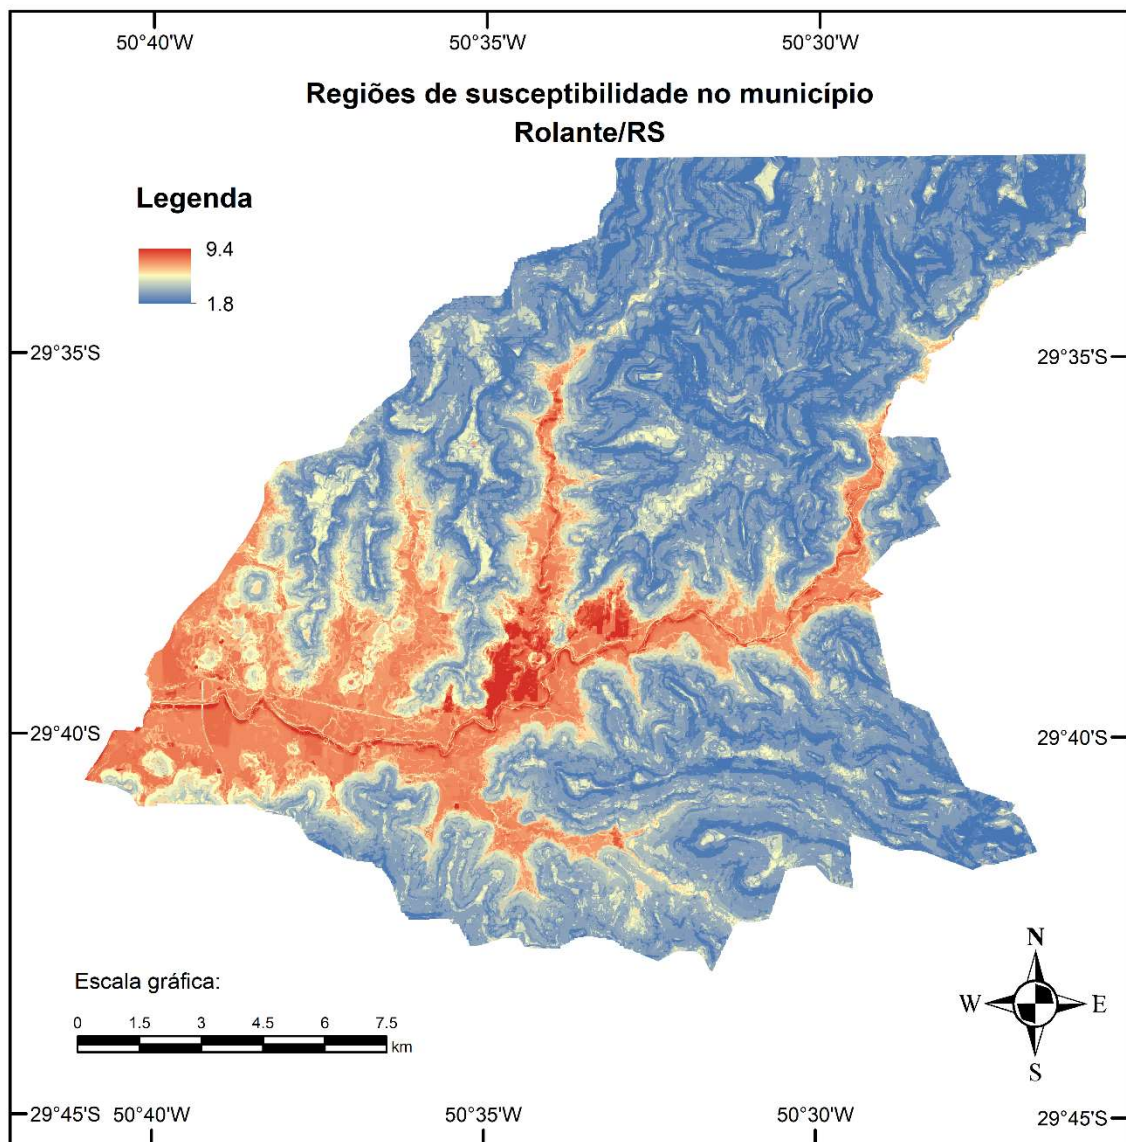 50°40'W 50°35'W 50°30'W
Regiões de susceptibilidade no município
Rolante/RS
Legenda
9.4
1.8
29°35'S 29°35'S
29°40'S 29°40'S
Escala gráfica:
0 1.5 3 4.5 6 7.5
km
N
W E
S
29°45'S 50°40'W 50°35'W 50°30'W 29°45'S